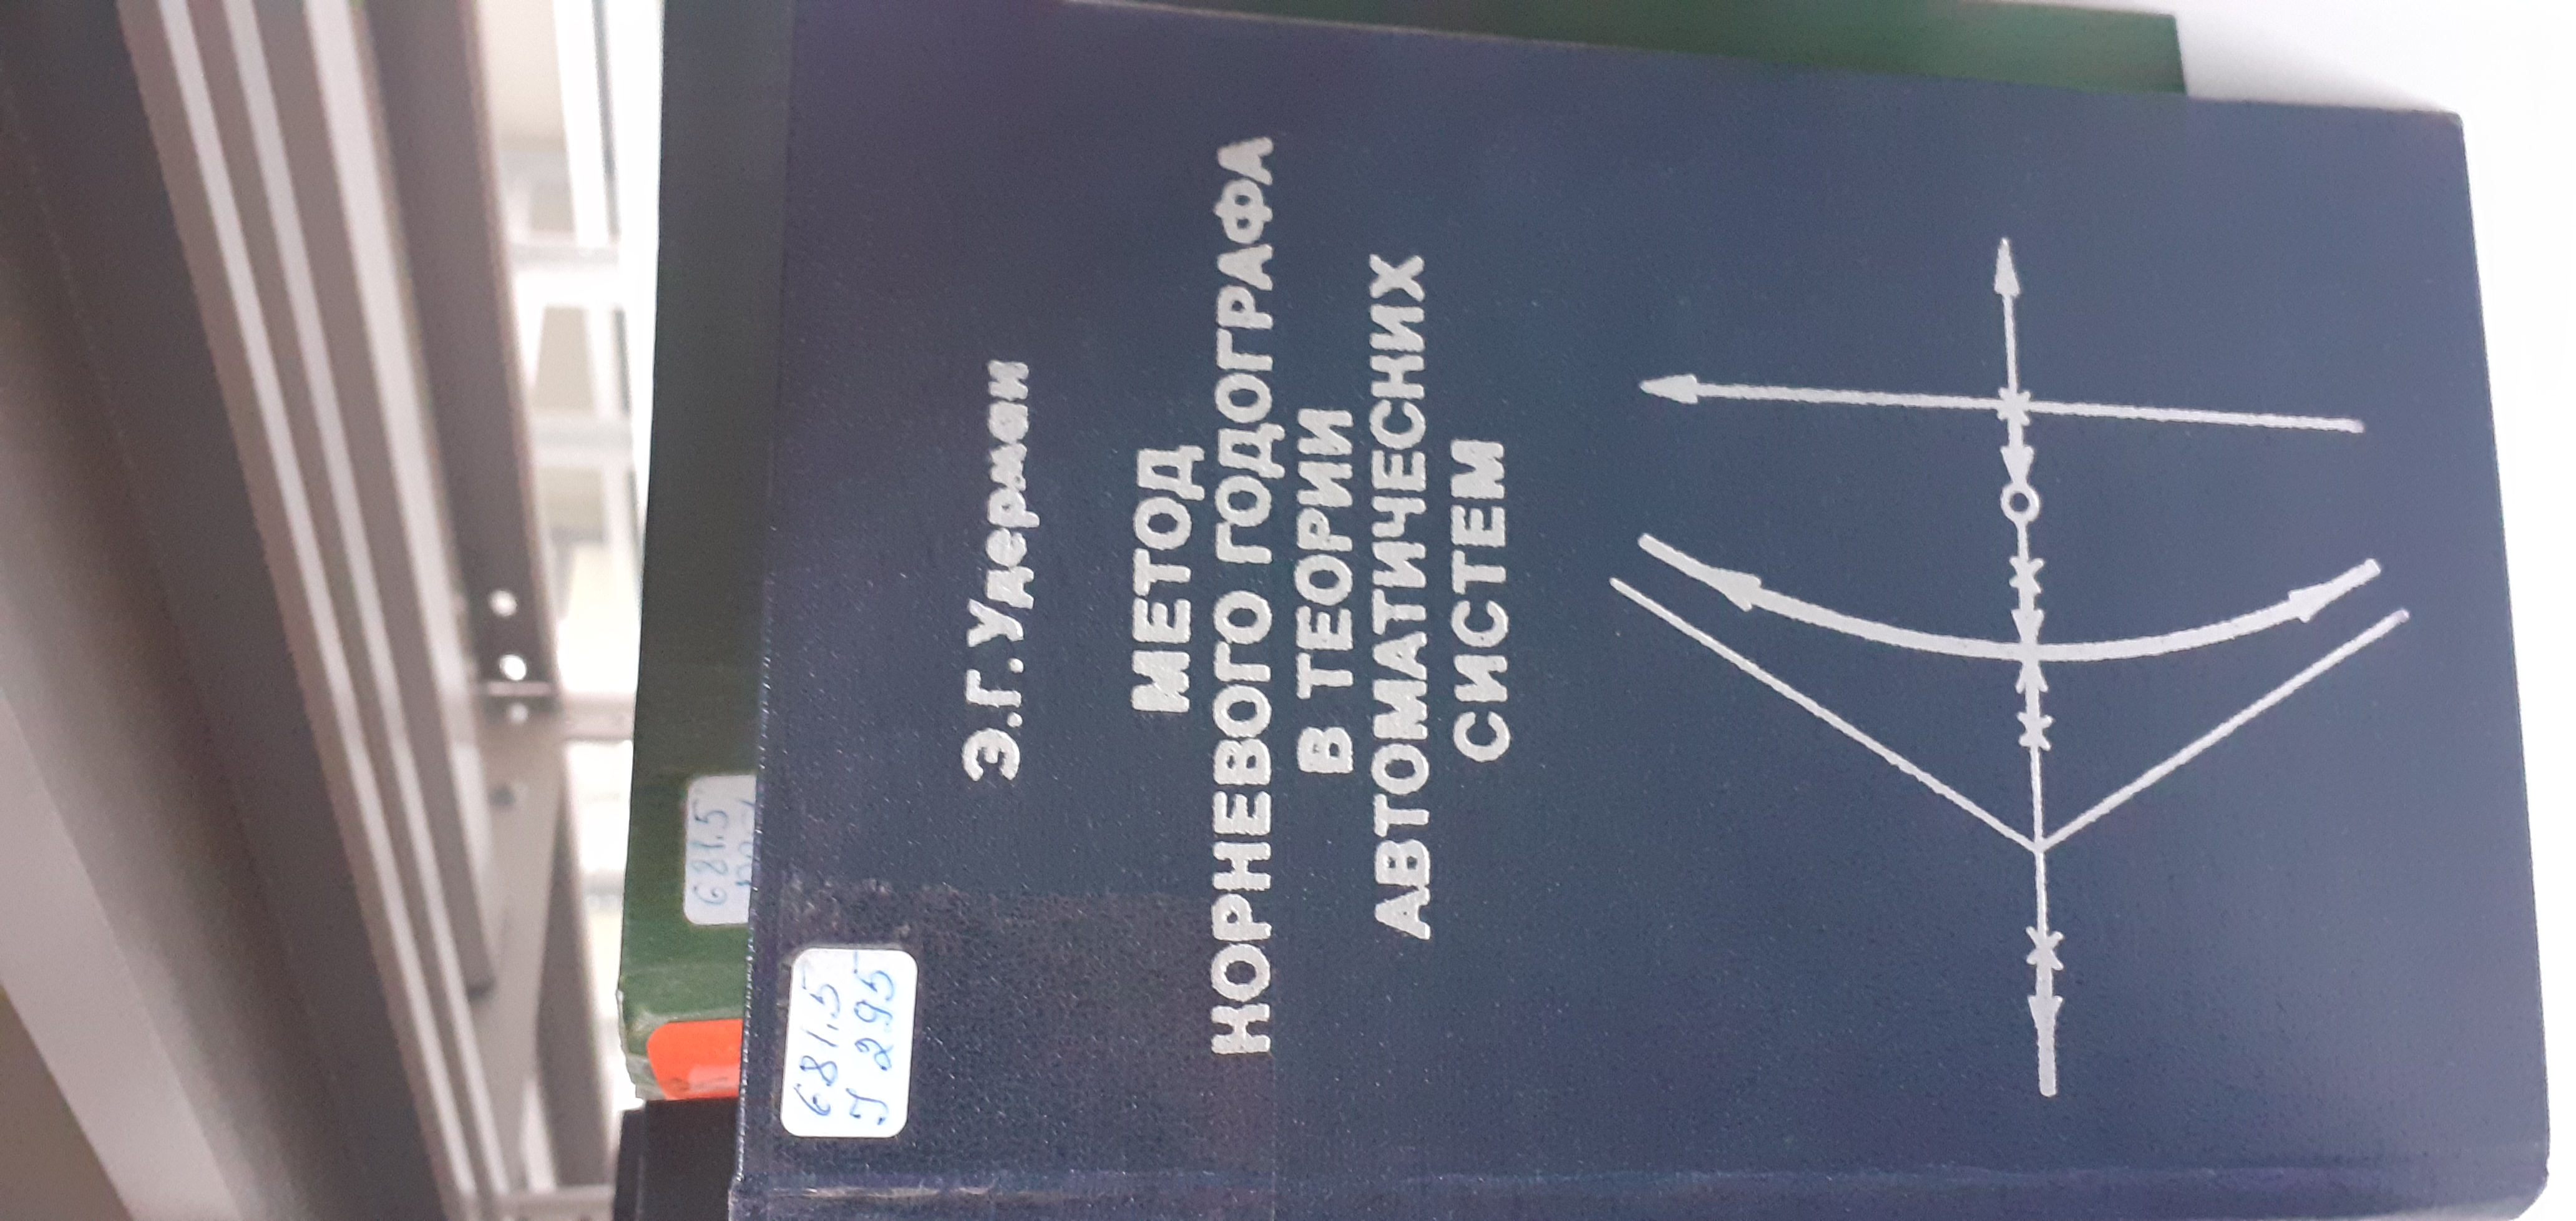 Э.Г.Удерман
МЕТОД
КОРНЕВОГО ГОДОГРАФА
В ТЕОРИИ
АВТОМАТИЧЕСКИХ
СИСТЕМ
681.5
У 295
681.5